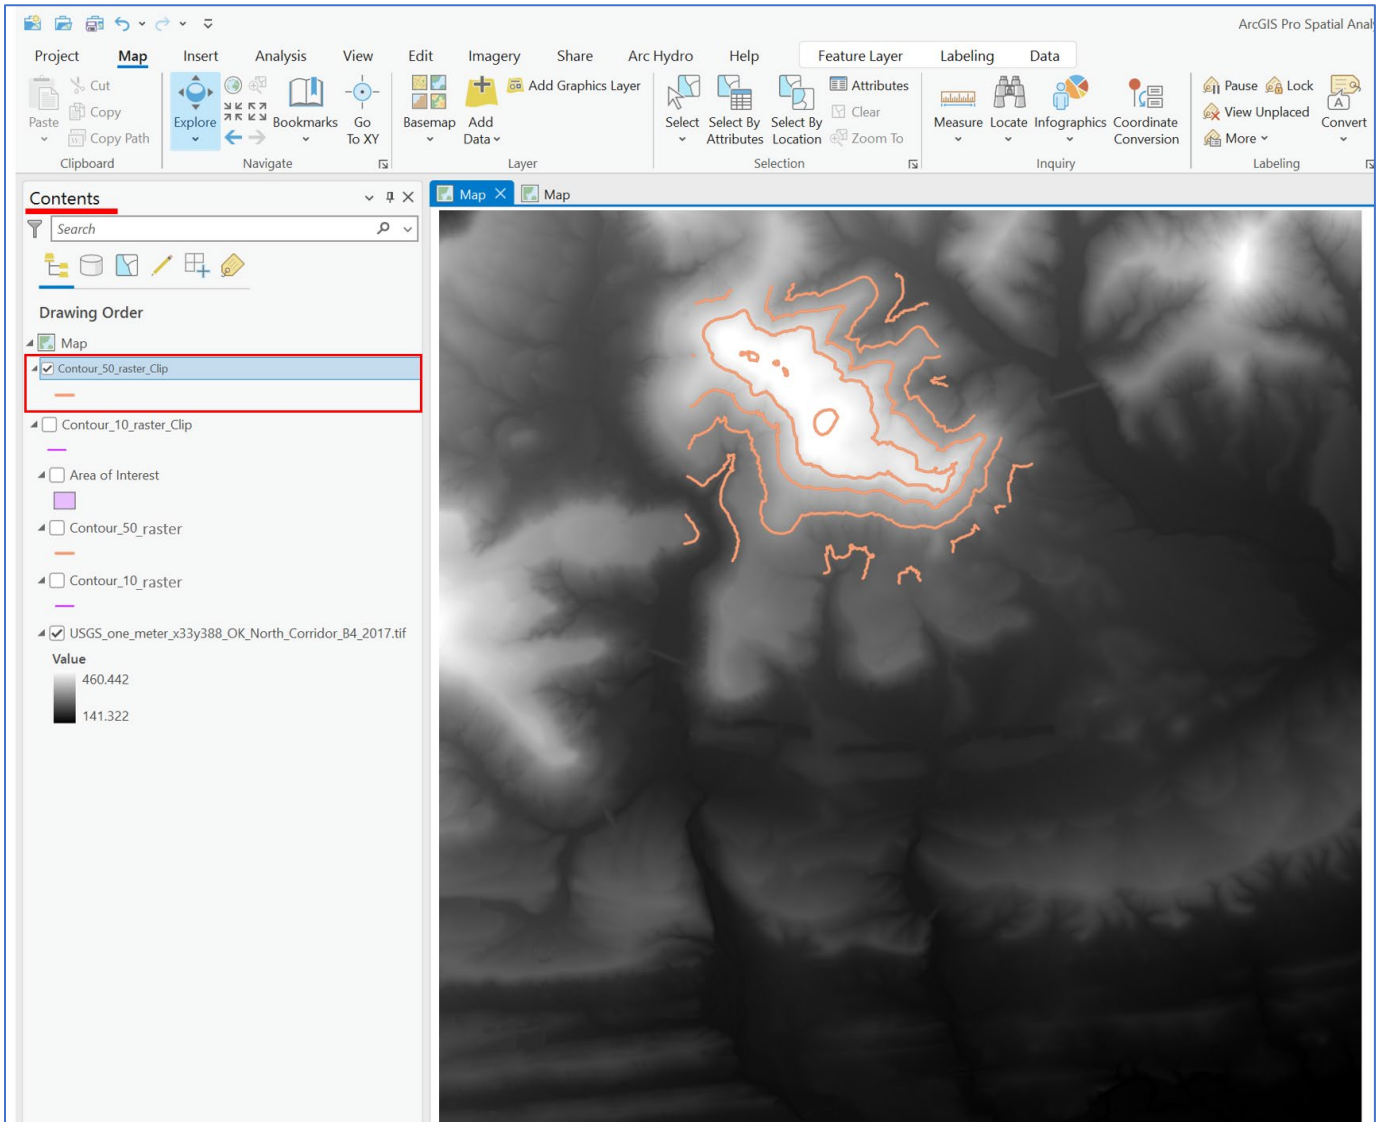 ArcGIS Pro Spatial Analy
Project Map Insert Analysis View Edit Imagery Share Arc Hydro Help Feature Layer Labeling Data
Paste
Cut
Copy
Copy Path
Clipboard
Explore
Bookmarks
Go To XY
Navigate
Basemap
Add Data
Add Graphics Layer
Layer
Select
Select By Attributes
Select By Location
Attributes
Clear
Zoom To
Selection
Measure
Locate
Infographics
Coordinate Conversion
Inquiry
Pause
Lock
View Unplaced
More
Convert
Labeling
Contents
Map
Map
Search
Drawing Order
Map
Contour_50_raster_Clip
Contour_10_raster_Clip
Area of Interest
Contour_50_raster
Contour_10_raster
USGS_one_meter_x33y388_OK_North_Corridor_B4_2017.tif
Value
460.442
141.322